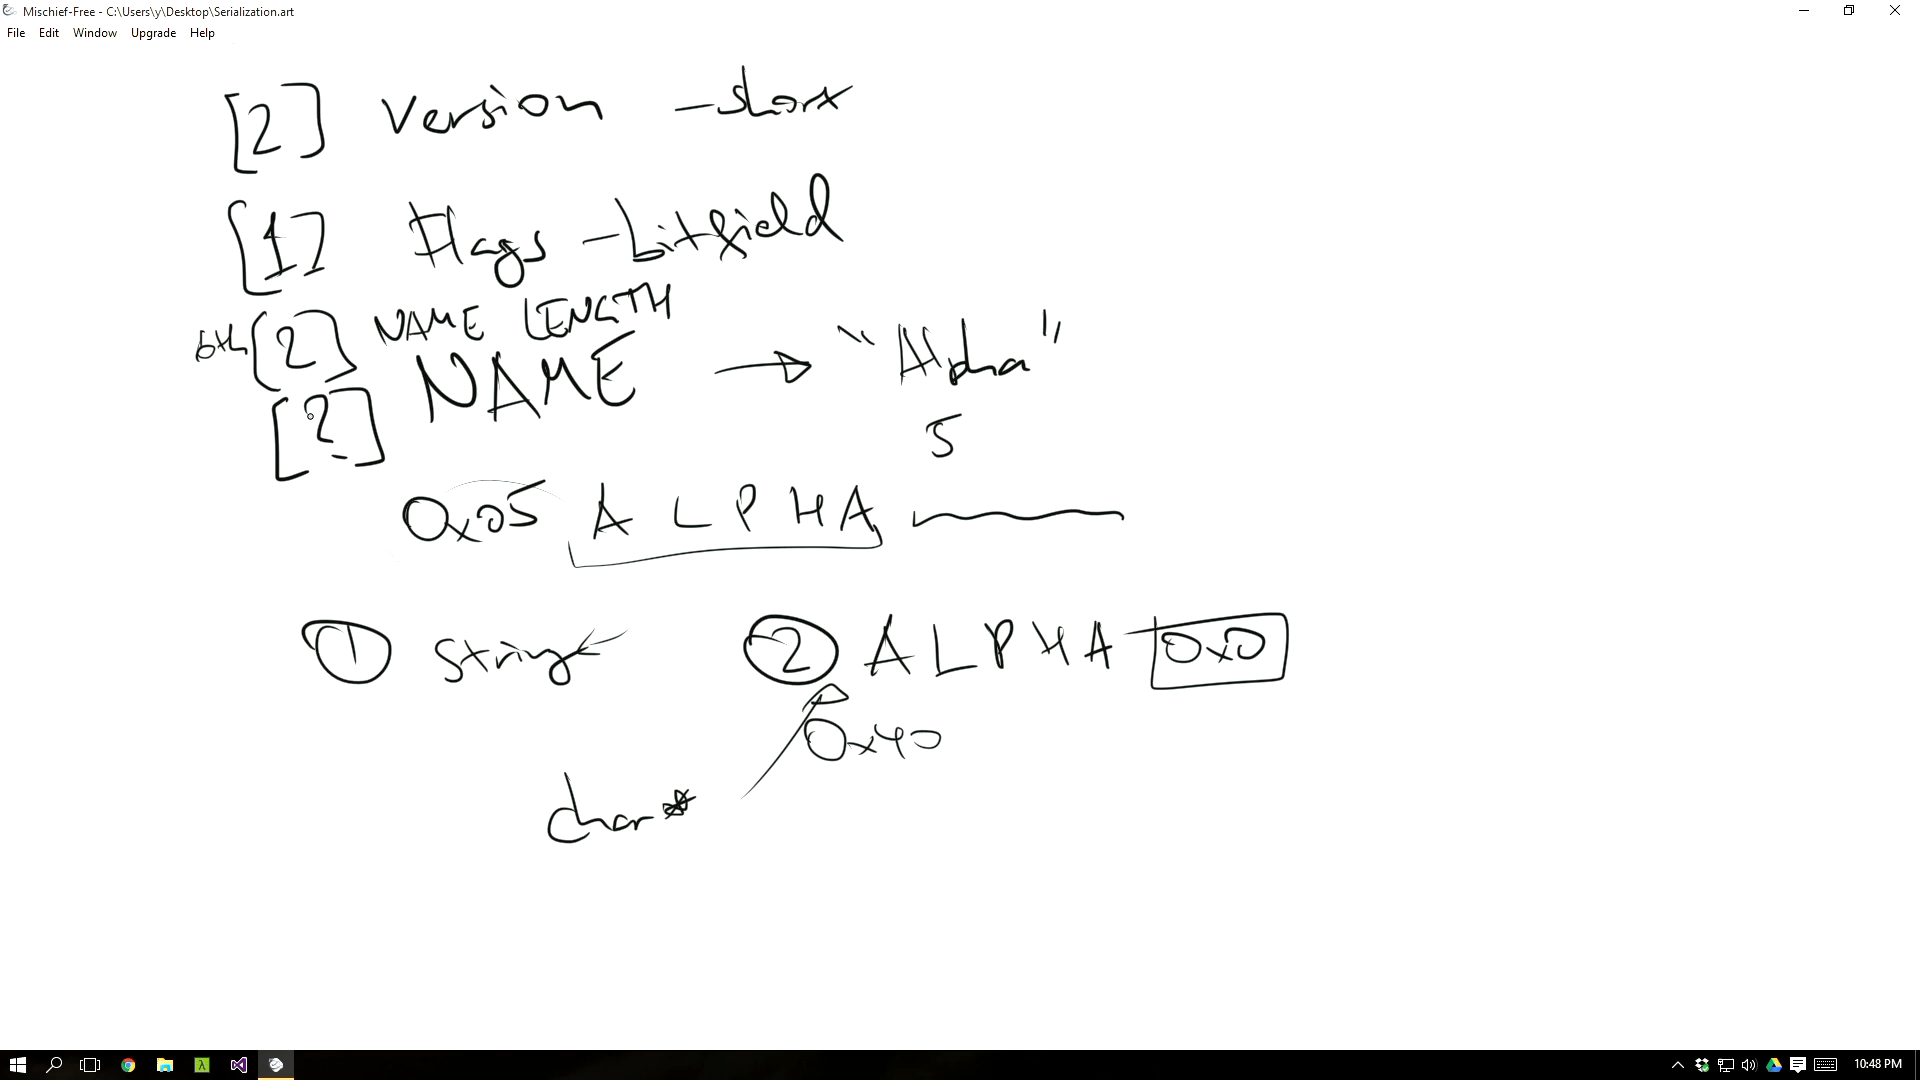 Mischief-Free - C:\Users\y\Desktop\Serialization.art
File Edit Window Upgrade Help
[2] Version - short
[1] Flags - bitfield
6th [2] NAME LENGTH
[?] NAME → "Alpha"
5
0x05 A L P H A
① string ② A L P H A 0x0
0x40
char*
10:48 PM